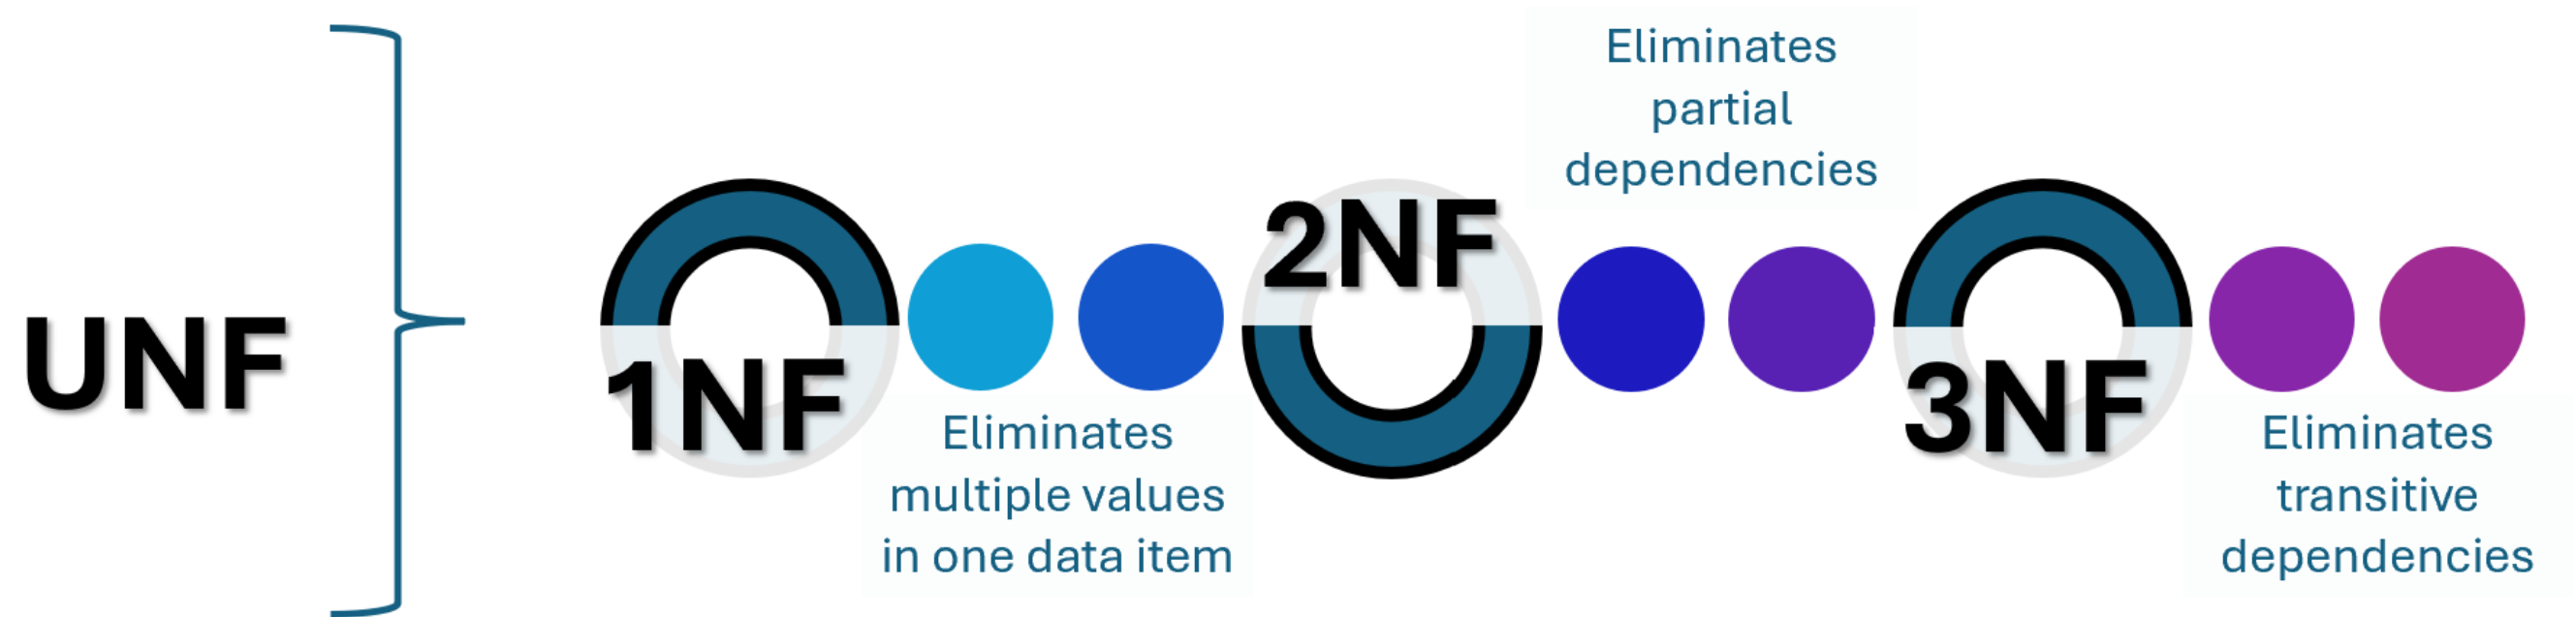 UNF
1NF
Eliminates
multiple values
in one data item
2NF
Eliminates
partial
dependencies
3NF
Eliminates
transitive
dependencies